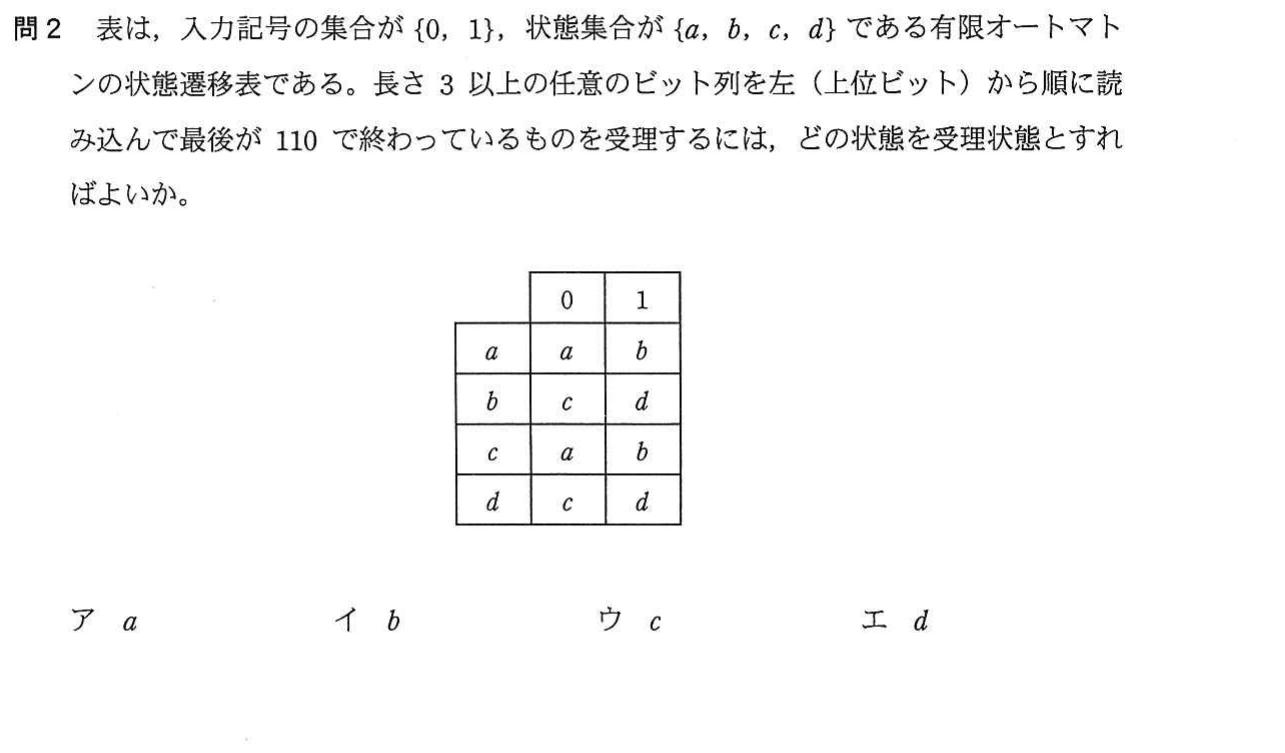 問2 表は，入力記号の集合が {0，1}，状態集合が {a，b，c，d} である有限オートマト
ンの状態遷移表である。長さ 3 以上の任意のビット列を左（上位ビット）から順に読
み込んで最後が 110 で終わっているものを受理するには，どの状態を受理状態とすれ
ばよいか。
0 1
a a b
b c d
c a b
d c d
ア a イ b ウ c エ d